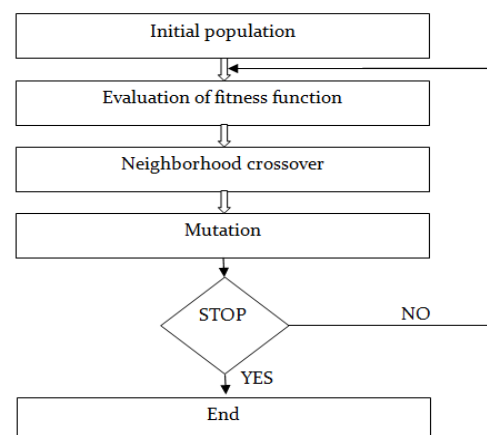 Initial population
Evaluation of fitness function
Neighborhood crossover
Mutation
STOP
NO
YES
End